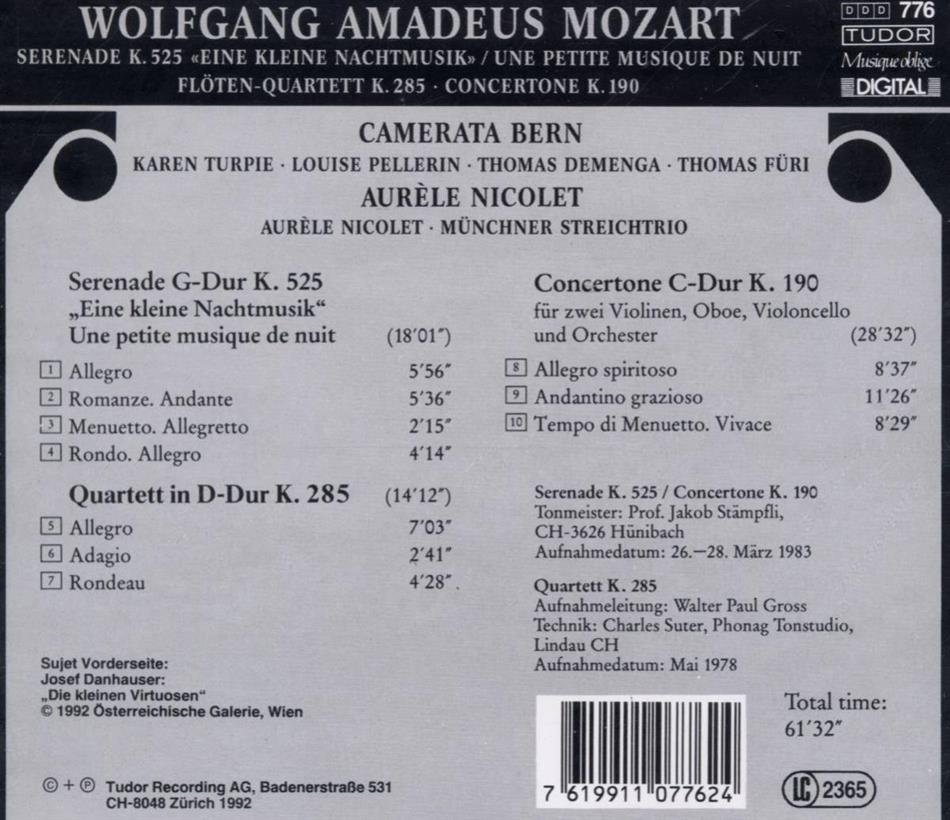 WOLFGANG AMADEUS MOZART
SERENADE K. 525 «EINE KLEINE NACHTMUSIK» / UNE PETITE MUSIQUE DE NUIT
FLÖTEN-QUARTETT K. 285 · CONCERTONE K. 190
DDD 776
TUDOR
Musique oblige
DIGITAL
CAMERATA BERN
KAREN TURPIE · LOUISE PELLERIN · THOMAS DEMENGA · THOMAS FÜRI
AURÈLE NICOLET
AURÈLE NICOLET · MÜNCHNER STREICHTRIO
Serenade G-Dur K. 525
„Eine kleine Nachtmusik“
Une petite musique de nuit (18′01″)
1 Allegro 5′56″
2 Romanze. Andante 5′36″
3 Menuetto. Allegretto 2′15″
4 Rondo. Allegro 4′14″
Quartett in D-Dur K. 285 (14′12″)
5 Allegro 7′03″
6 Adagio 2′41″
7 Rondeau 4′28″
Sujet Vorderseite:
Josef Danhauser:
„Die kleinen Virtuosen“
© 1992 Österreichische Galerie, Wien
© + ℗ Tudor Recording AG, Badenerstraße 531
CH-8048 Zürich 1992
Concertone C-Dur K. 190
für zwei Violinen, Oboe, Violoncello
und Orchester (28′32″)
8 Allegro spiritoso 8′37″
9 Andantino grazioso 11′26″
10 Tempo di Menuetto. Vivace 8′29″
Serenade K. 525 / Concertone K. 190
Tonmeister: Prof. Jakob Stämpfli,
CH-3626 Hünibach
Aufnahmedatum: 26.—28. März 1983
Quartett K. 285
Aufnahmeleitung: Walter Paul Gross
Technik: Charles Suter, Phonag Tonstudio,
Lindau CH
Aufnahmedatum: Mai 1978
7 619911 077624
Total time:
61′32″
LC 2365